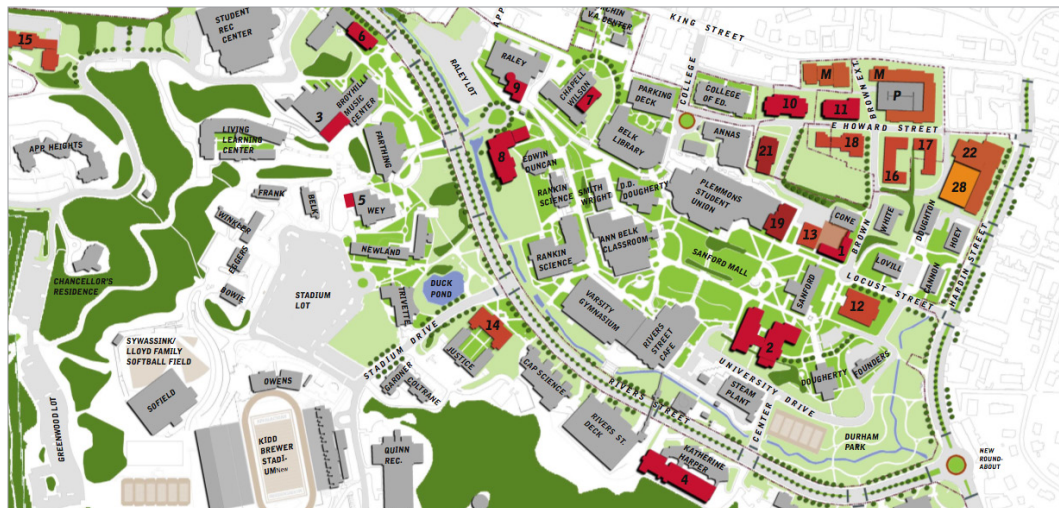 STUDENT
REC
CENTER
15
6
RALEY
LOT
APP
RALEY
9
V.A. CENTER
KING STREET
CHAPELL
WILSON
7
PARKING
DECK
COLLEGE
COLLEGE
OF ED.
M
M
P
BROWN EXT.
10
11
E HOWARD STREET
BROYHILL
MUSIC
CENTER
3
LIVING
LEARNING
CENTER
APP. HEIGHTS
FARTHING
8
EDWIN
DUNCAN
BELK
LIBRARY
ANNAS
21
18
17
16
22
28
FRANK
BELK
5
WEY
RANKIN
SCIENCE
SMITH
WRIGHT
D.D.
DOUGHERTY
PLEMMONS
STUDENT
UNION
19
13
CONE
1
BROWN
WHITE
DOUGHTON
HOEY
WINKLER
EGGERS
BOWIE
NEWLAND
RANKIN
SCIENCE
ANN BELK
CLASSROOM
SANFORD MALL
SANFORD
LOVILL
CANNON
LOCUST STREET
HARDIN STREET
CHANCELLOR'S
RESIDENCE
STADIUM
LOT
DUCK
POND
TRIVETTE
VARSITY
GYMNASIUM
12
SYWASSINK/
LLOYD FAMILY
SOFTBALL FIELD
STADIUM DRIVE
14
JUSTICE
RIVERS
STREET
CAFE
2
GARDNER
COLTRANE
CAP SCIENCE
RIVERS STREET
UNIVERSITY DRIVE
DOUGHERTY
FOUNDERS
SOFIELD
OWENS
STEAM
PLANT
GREENWOOD LOT
RIVERS ST.
DECK
CENTER
DURHAM
PARK
KIDD
BREWER
STADI-
UMNew
QUINN
REC.
KATHERINE
HARPER
4
NEW
ROUND-
ABOUT